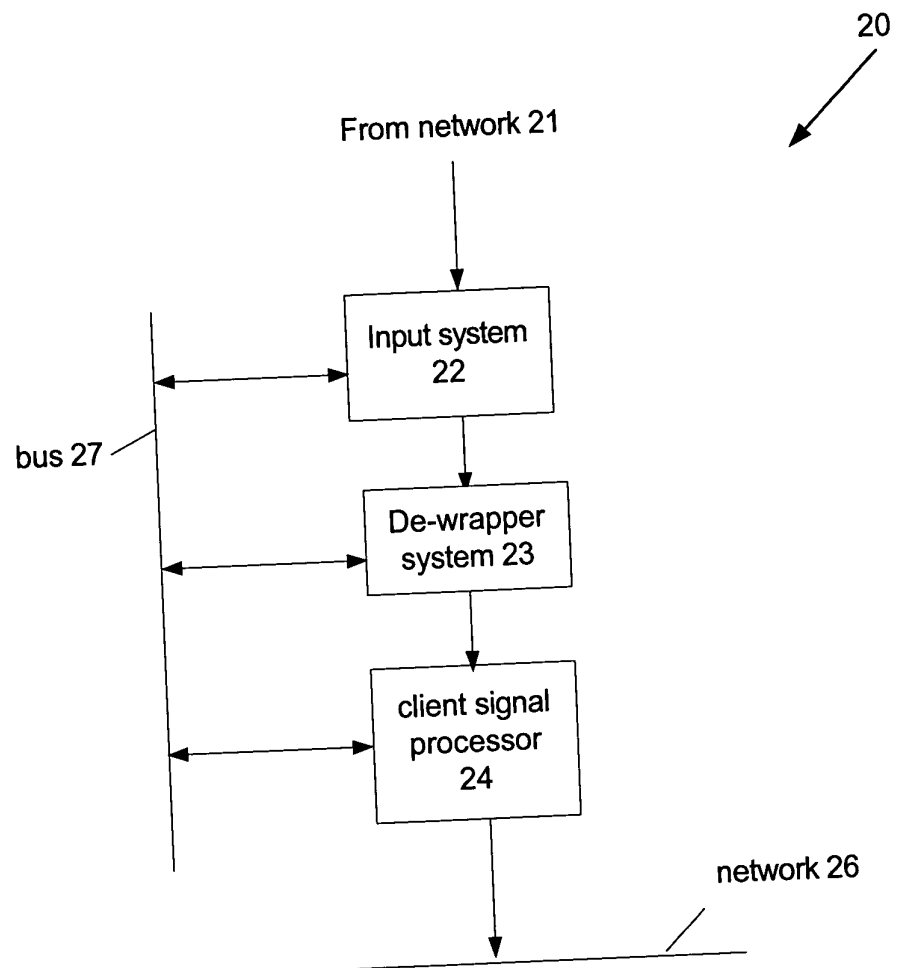 20
From network 21
Input system
22
bus 27
De-wrapper
system 23
client signal
processor
24
network 26